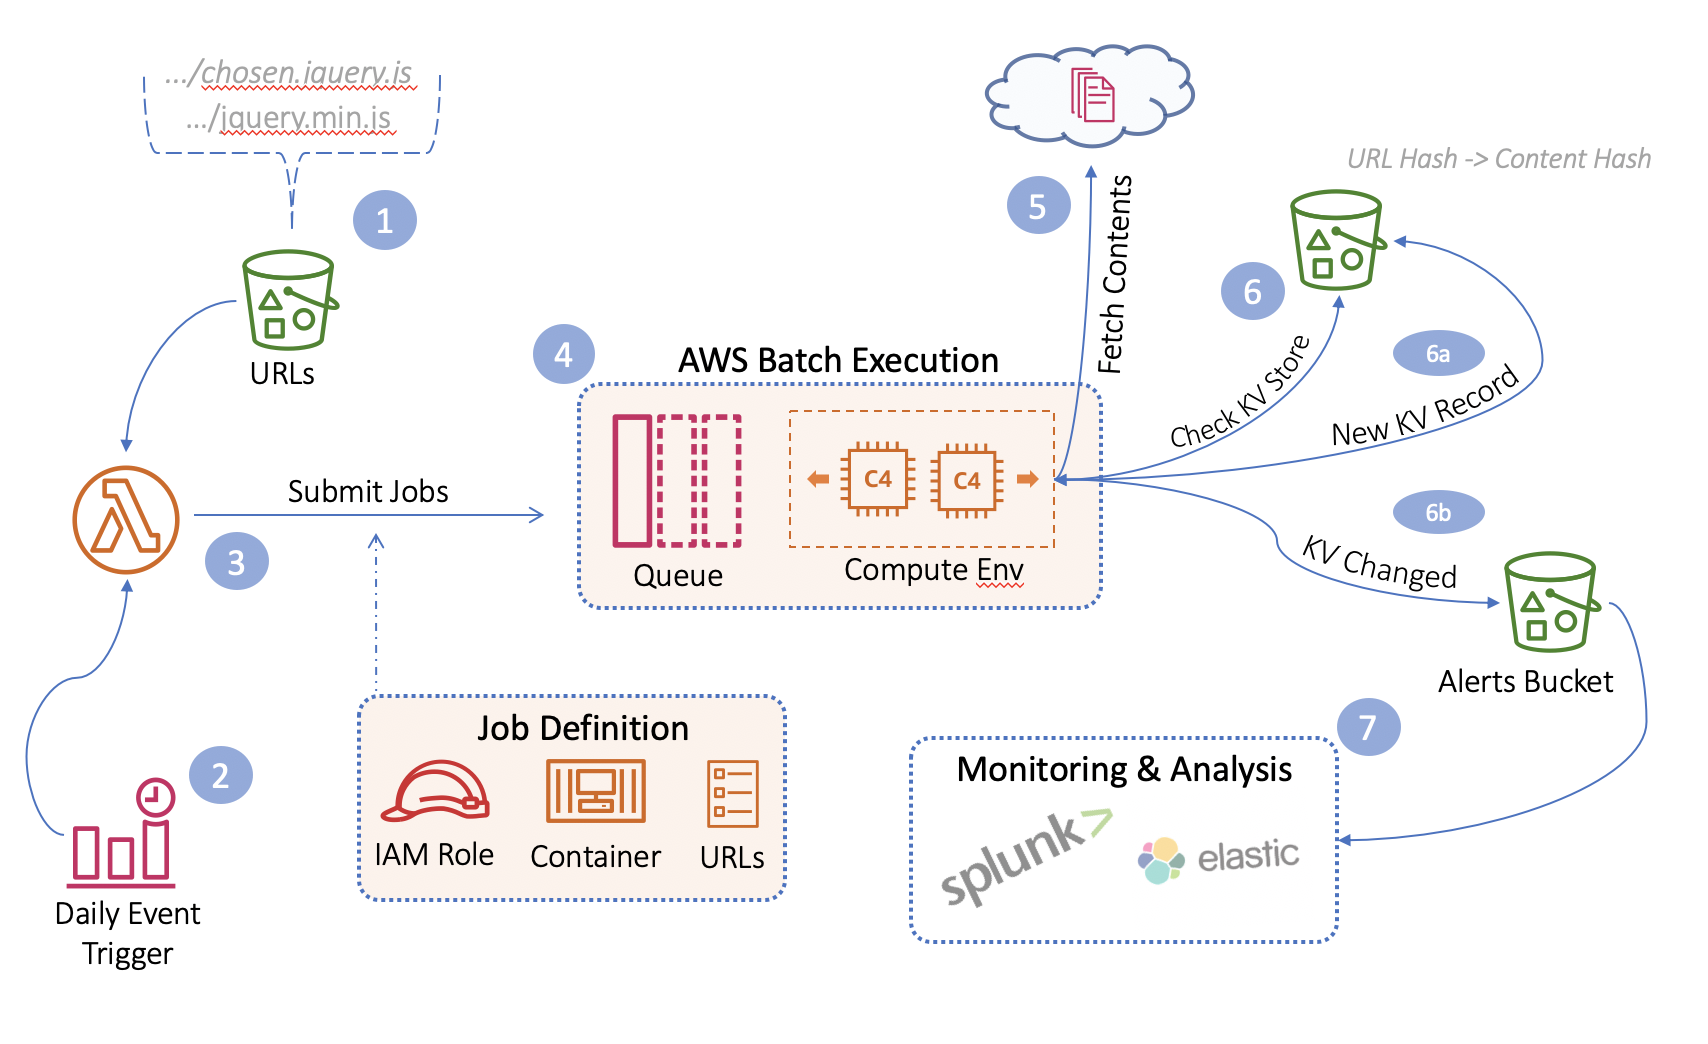 .../chosen.jquery.js
.../jquery.min.js
1
URLs
Submit Jobs
3
2
Daily Event
Trigger
Job Definition
IAM Role
Container
URLs
4
AWS Batch Execution
Queue
C4
C4
Compute Env
5
Fetch Contents
URL Hash -> Content Hash
6
Check KV Store
6a
New KV Record
6b
KV Changed
Alerts Bucket
7
Monitoring & Analysis
splunk>
elastic